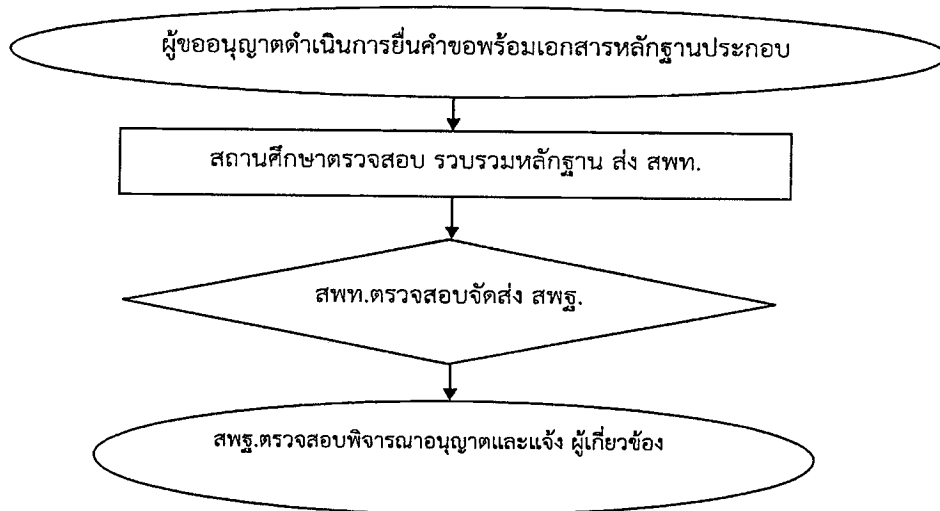 ผู้ขออนุญาตดำเนินการยื่นคำขอพร้อมเอกสารหลักฐานประกอบ
สถานศึกษาตรวจสอบ รวบรวมหลักฐาน ส่ง สพท.
สพท.ตรวจสอบจัดส่ง สพฐ.
สพฐ.ตรวจสอบพิจารณาอนุญาตและแจ้ง ผู้เกี่ยวข้อง